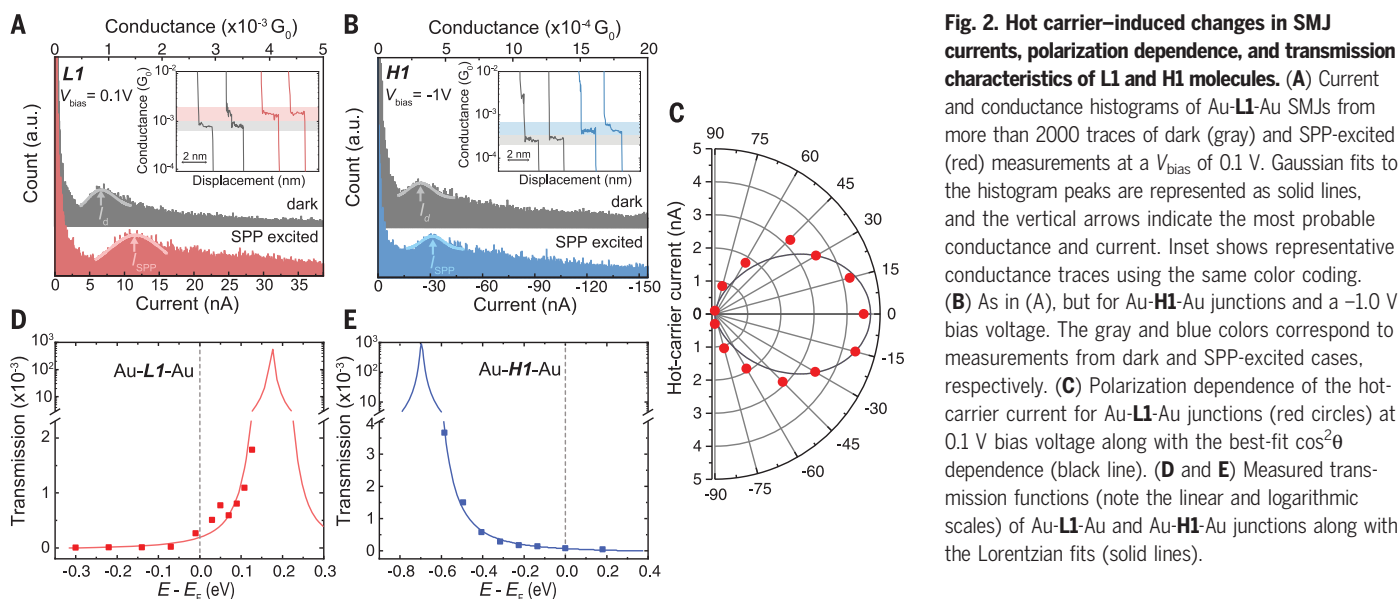 A
Conductance (x10⁻³ G₀)
0 1 2 3 4 5
L1
V_bias = 0.1V
Conductance (G₀)
10⁻²
10⁻³
10⁻⁴
2 nm
Displacement (nm)
Count (a.u.)
I_d
dark
SPP excited
I_SPP
0 5 10 15 20 25 30 35
Current (nA)
B
Conductance (x10⁻⁴ G₀)
0 5 10 15 20
H1
V_bias = -1V
Conductance (G₀)
10⁻²
10⁻³
10⁻⁴
2 nm
Displacement (nm)
Count (a.u.)
I_d
dark
SPP excited
I_SPP
0 -30 -60 -90 -120 -150
Current (nA)
C
Hot-carrier current (nA)
5
4
3
2
1
0
1
2
3
4
5
90
75
60
45
30
15
0
-15
-30
-45
-60
-75
-90
D
Transmission (x10⁻³)
10³
10²
10¹
2
1
0
Au-L1-Au
-0.3 -0.2 -0.1 0.0 0.1 0.2 0.3
E - E_F (eV)
E
Transmission (x10⁻³)
10³
10²
10¹
4
3
2
1
0
Au-H1-Au
-0.8 -0.6 -0.4 -0.2 0.0 0.2 0.4
E - E_F (eV)
Fig. 2. Hot carrier–induced changes in SMJ
currents, polarization dependence, and transmission
characteristics of L1 and H1 molecules. (A) Current
and conductance histograms of Au-L1-Au SMJs from
more than 2000 traces of dark (gray) and SPP-excited
(red) measurements at a V_bias of 0.1 V. Gaussian fits to
the histogram peaks are represented as solid lines,
and the vertical arrows indicate the most probable
conductance and current. Inset shows representative
conductance traces using the same color coding.
(B) As in (A), but for Au-H1-Au junctions and a –1.0 V
bias voltage. The gray and blue colors correspond to
measurements from dark and SPP-excited cases,
respectively. (C) Polarization dependence of the hot-
carrier current for Au-L1-Au junctions (red circles) at
0.1 V bias voltage along with the best-fit cos²θ
dependence (black line). (D and E) Measured trans-
mission functions (note the linear and logarithmic
scales) of Au-L1-Au and Au-H1-Au junctions along with
the Lorentzian fits (solid lines).